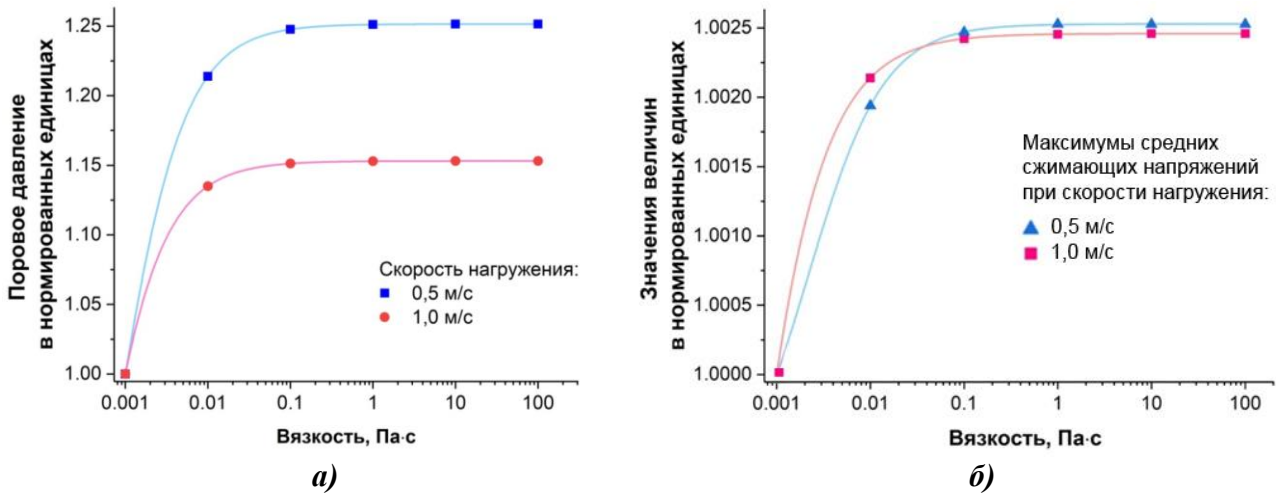 Поровое давление
в нормированных единицах
1.25
1.20
1.15
1.10
1.05
1.00
0.001
0.01
0.1
1
10
100
Вязкость, Па·с
Скорость нагружения:
0,5 м/с
1,0 м/с
а)
Значения величин
в нормированных единицах
1.0025
1.0020
1.0015
1.0010
1.0005
1.0000
0.001
0.01
0.1
1
10
100
Вязкость, Па·с
Максимумы средних
сжимающих напряжений
при скорости нагружения:
0,5 м/с
1,0 м/с
б)